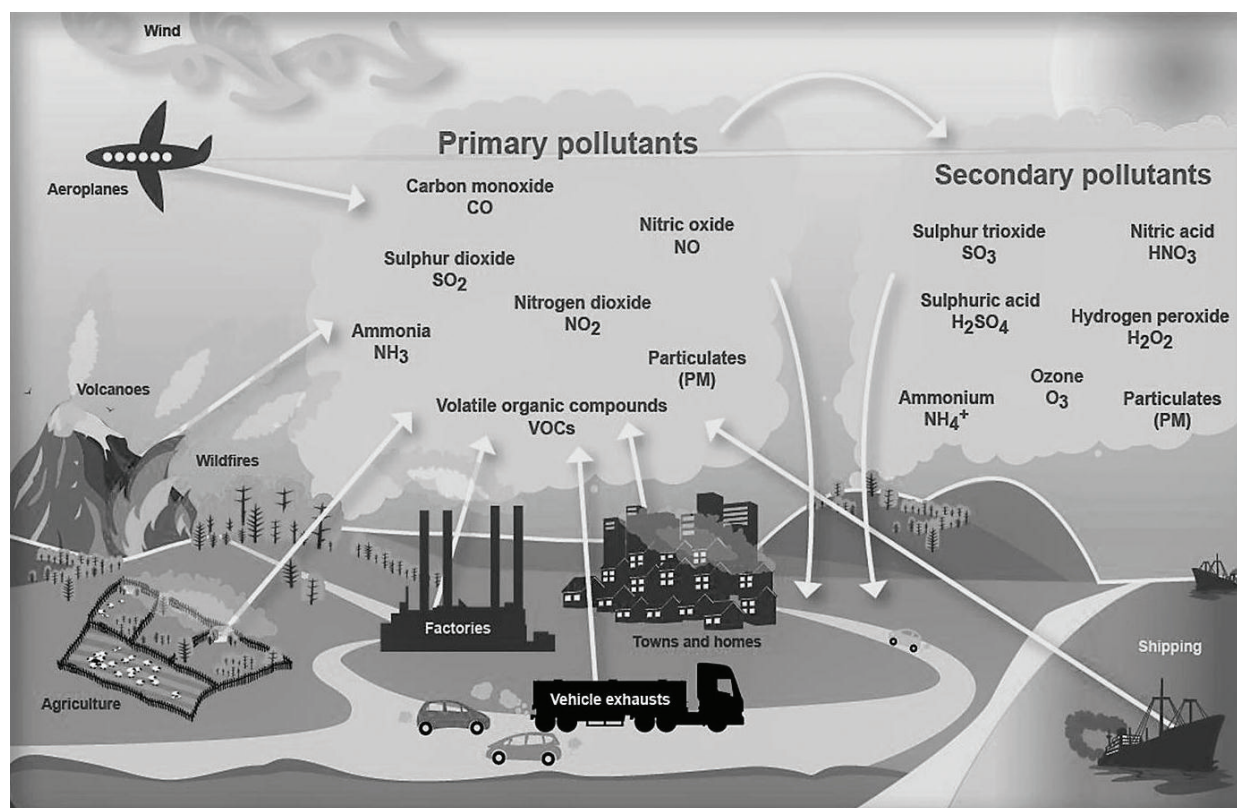 Wind
Aeroplanes
Primary pollutants
Carbon monoxide
CO
Nitric oxide
NO
Sulphur dioxide
SO₂
Nitrogen dioxide
NO₂
Ammonia
NH₃
Particulates
(PM)
Volatile organic compounds
VOCs
Secondary pollutants
Sulphur trioxide
SO₃
Nitric acid
HNO₃
Sulphuric acid
H₂SO₄
Hydrogen peroxide
H₂O₂
Ozone
O₃
Ammonium
NH₄⁺
Particulates
(PM)
Volcanoes
Wildfires
Agriculture
Factories
Towns and homes
Vehicle exhausts
Shipping